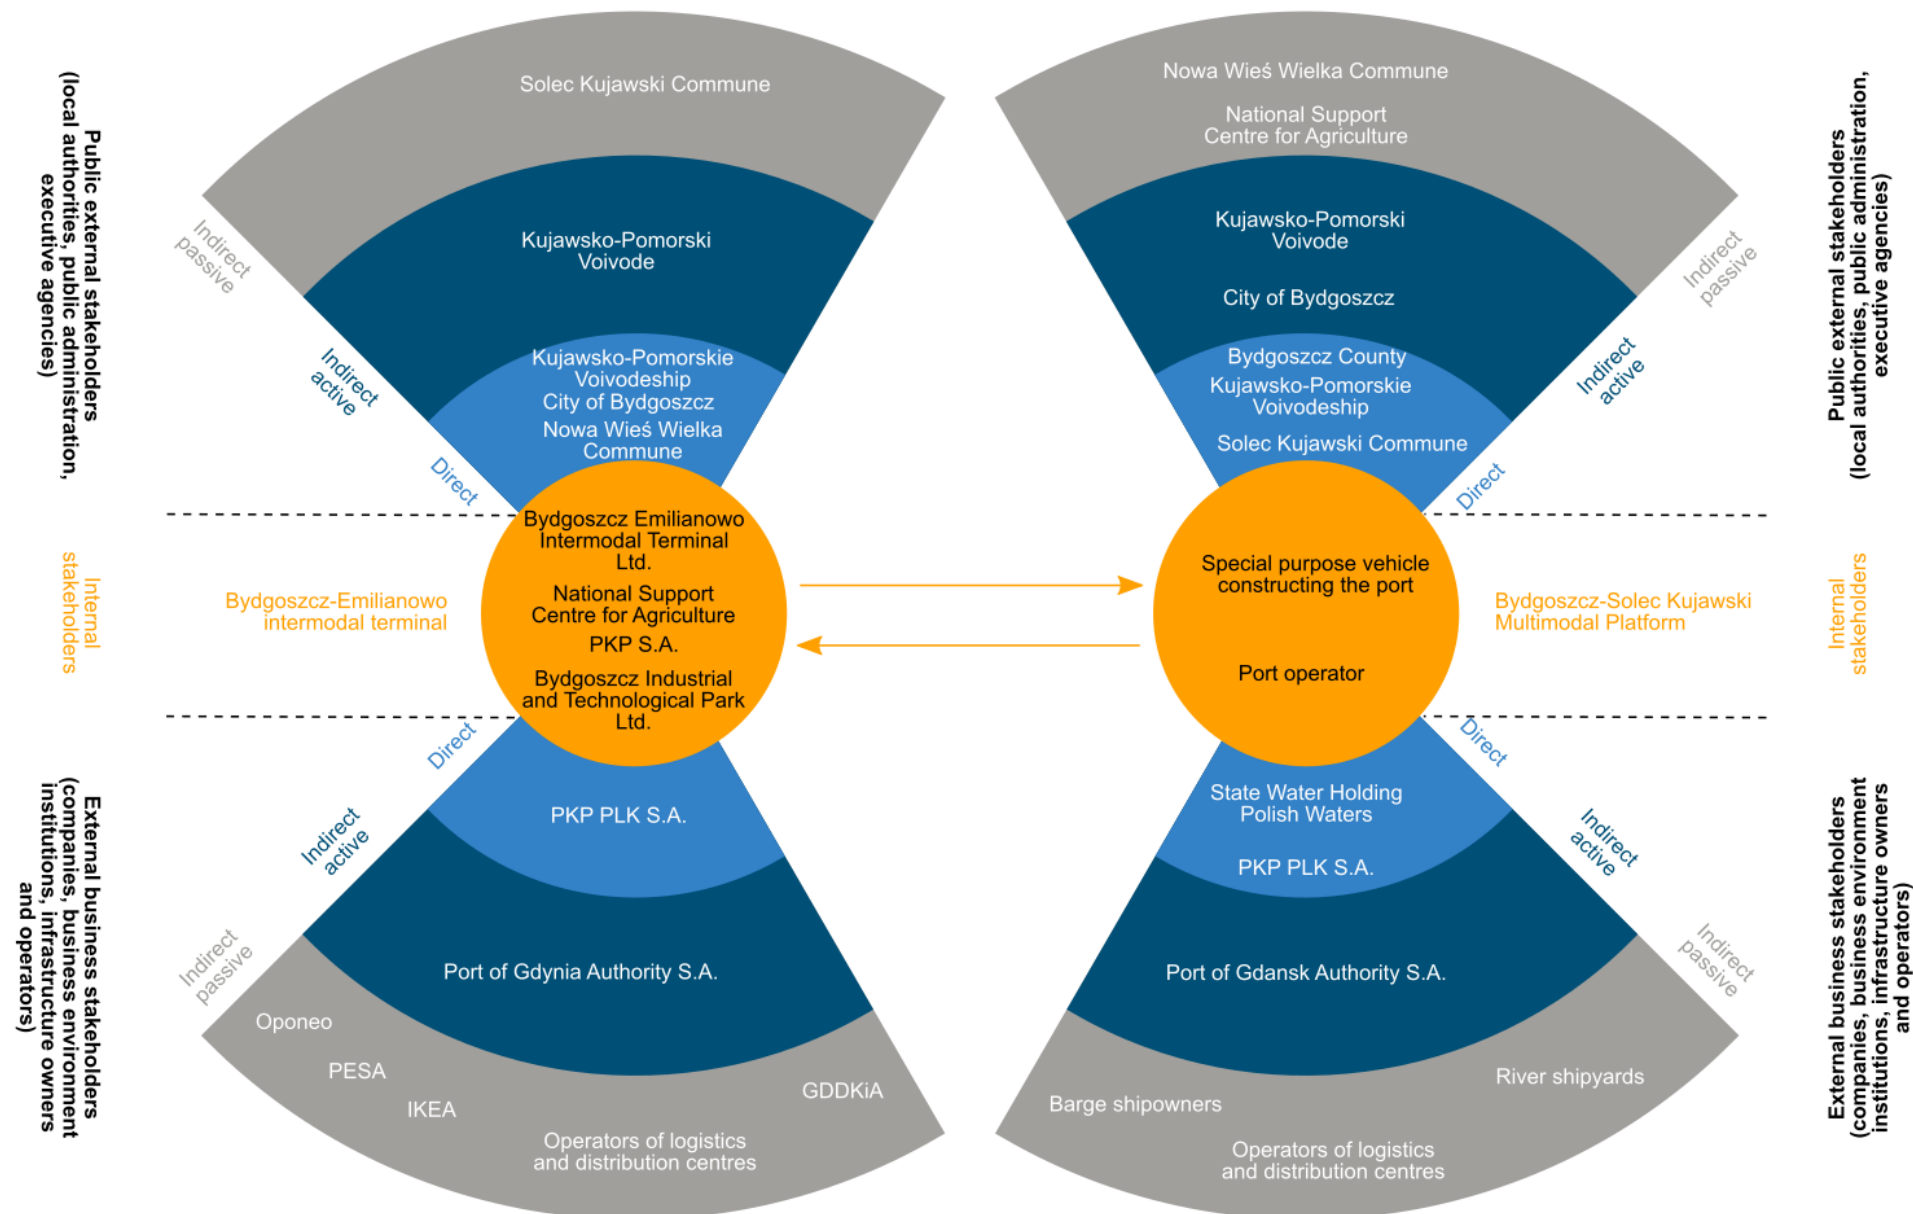 Public external stakeholders
(local authorities, public administration,
executive agencies)
Solec Kujawski Commune
Indirect
passive
Kujawsko-Pomorski
Voivode
Indirect
active
Kujawsko-Pomorskie
Voivodeship
City of Bydgoszcz
Nowa Wieś Wielka
Commune
Direct
Internal
stakeholders
Bydgoszcz-Emilianowo
intermodal terminal
Bydgoszcz Emilianowo
Intermodal Terminal
Ltd.
National Support
Centre for Agriculture
PKP S.A.
Bydgoszcz Industrial
and Technological Park
Ltd.
Direct
PKP PLK S.A.
Indirect
active
Port of Gdynia Authority S.A.
Indirect
passive
Oponeo
PESA
IKEA
GDDKiA
Operators of logistics
and distribution centres
External business stakeholders
(companies, business environment
institutions, infrastructure owners
and operators)
Nowa Wieś Wielka Commune
National Support
Centre for Agriculture
Indirect
passive
Kujawsko-Pomorski
Voivode
City of Bydgoszcz
Indirect
active
Bydgoszcz County
Kujawsko-Pomorskie
Voivodeship
Solec Kujawski Commune
Direct
Public external stakeholders
(local authorities, public administration,
executive agencies)
Special purpose vehicle
constructing the port
Port operator
Bydgoszcz-Solec Kujawski
Multimodal Platform
Internal
stakeholders
Direct
State Water Holding
Polish Waters
PKP PLK S.A.
Indirect
active
Port of Gdansk Authority S.A.
Indirect
passive
River shipyards
Barge shipowners
Operators of logistics
and distribution centres
External business stakeholders
(companies, business environment
institutions, infrastructure owners
and operators)